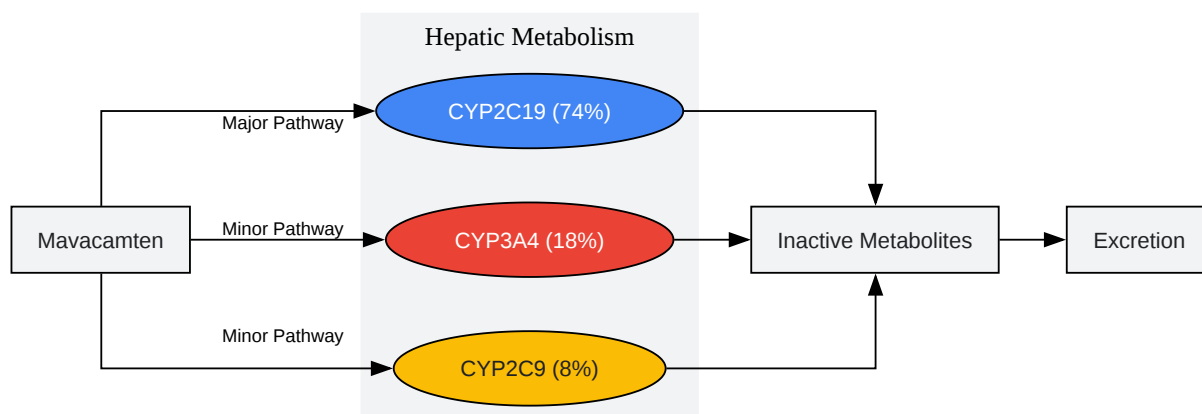 Hepatic Metabolism
CYP2C19 (74%)
Major Pathway
Mavacamten
Minor Pathway
CYP3A4 (18%)
Inactive Metabolites
Excretion
Minor Pathway
CYP2C9 (8%)